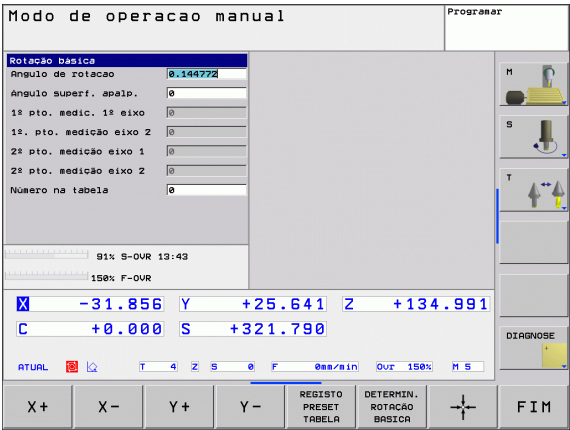 Modo de operacao manual
Programar
Rotação básica
Angulo de rotacao 0.144772
Ângulo superf. apalp. 0
1º pto. medic. 1º eixo 0
1º. pto. medição eixo 2 0
2º pto. medição eixo 1 0
2º pto. medição eixo 2 0
Número na tabela 0
91% S-OVR 13:43
150% F-OVR
X -31.856 Y +25.641 Z +134.991
C +0.000 S +321.790
ATUAL T 4 Z S 0 F 0mm/min Ovr 150% M 5
M
S
T
DIAGNOSE
X+ X- Y+ Y- REGISTO PRESET TABELA DETERMIN. ROTACÃO BASICA FIM